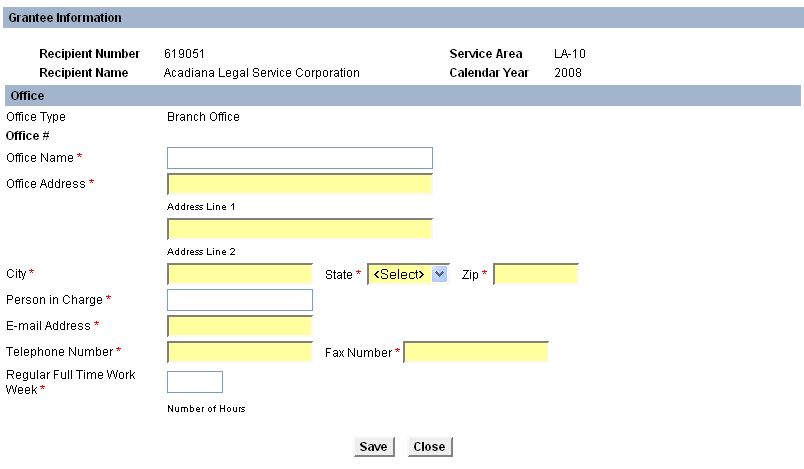 Grantee Information
Recipient Number 619051 Service Area LA-10
Recipient Name Acadiana Legal Service Corporation Calendar Year 2008
Office
Office Type Branch Office
Office #
Office Name *
Office Address *
Address Line 1
Address Line 2
City * State * <Select> Zip *
Person in Charge *
E-mail Address *
Telephone Number * Fax Number *
Regular Full Time Work
Week *
Number of Hours
Save Close